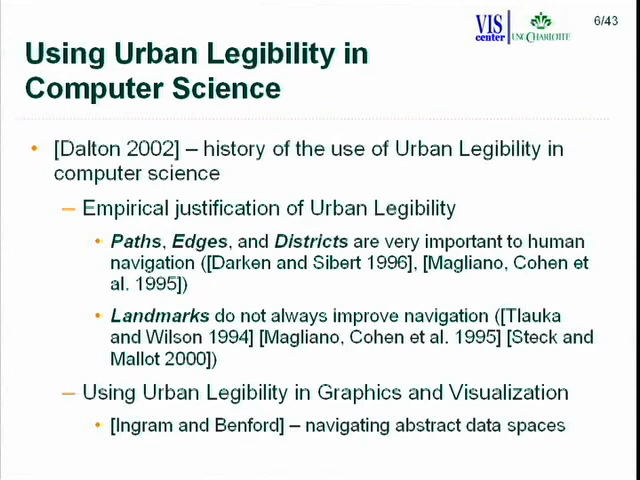 VIS
center
UNC CHARLOTTE
6/43
Using Urban Legibility in
Computer Science
• [Dalton 2002] – history of the use of Urban Legibility in
computer science
– Empirical justification of Urban Legibility
• Paths, Edges, and Districts are very important to human
navigation ([Darken and Sibert 1996], [Magliano, Cohen et
al. 1995])
• Landmarks do not always improve navigation ([Tlauka
and Wilson 1994] [Magliano, Cohen et al. 1995] [Steck and
Mallot 2000])
– Using Urban Legibility in Graphics and Visualization
• [Ingram and Benford] – navigating abstract data spaces